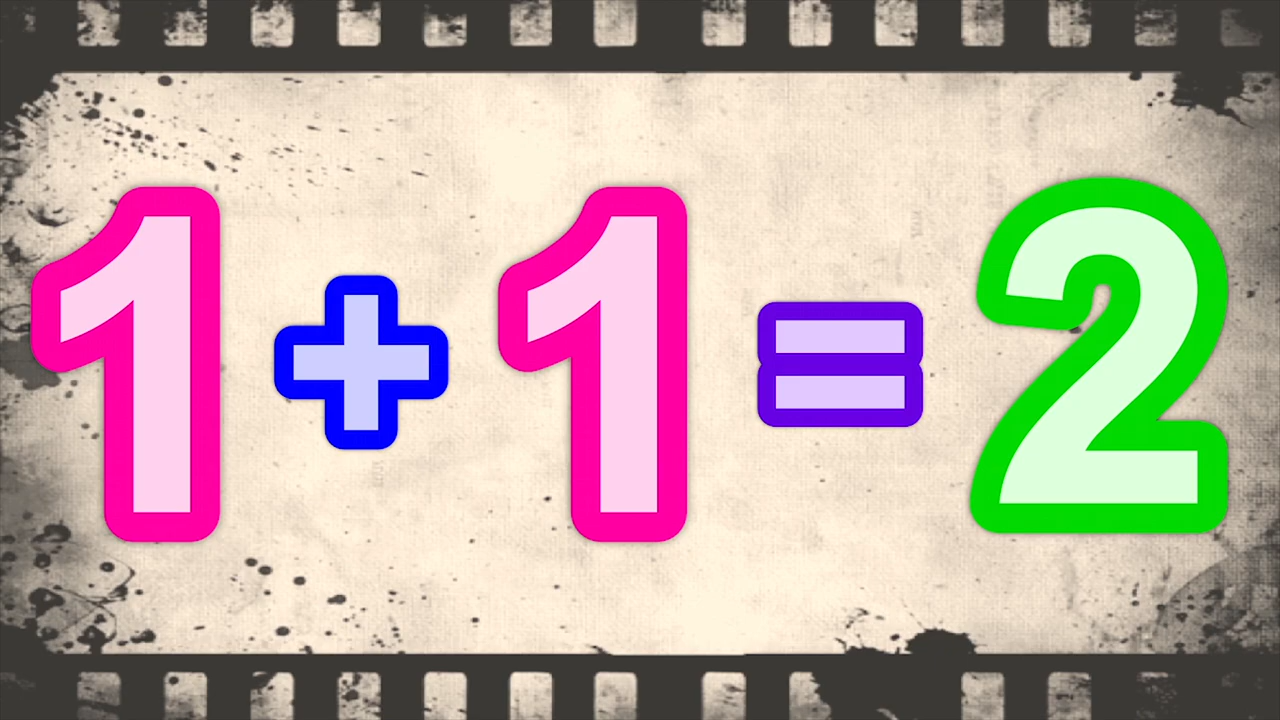 1 + 1 = 2